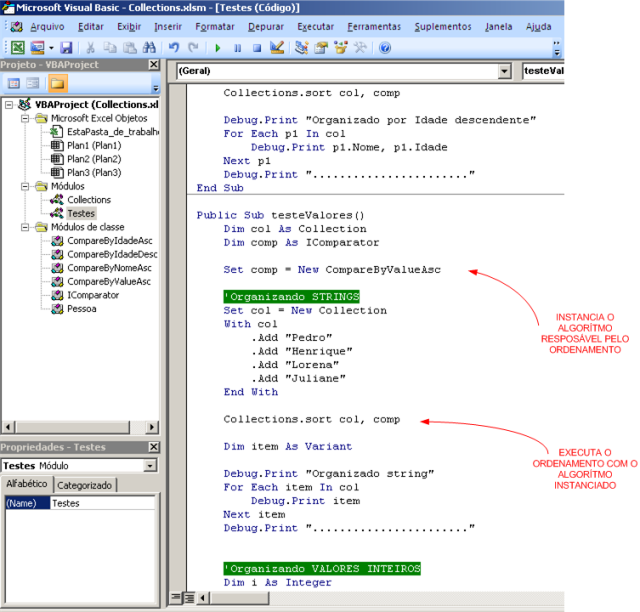 Microsoft Visual Basic - Collections.xlsm - [Testes (Código)]
Arquivo Editar Exibir Inserir Formatar Depurar Executar Ferramentas Suplementos Janela Ajuda
Projeto - VBAProject
VBAProject (Collections.xl
Microsoft Excel Objetos
EstaPasta_de_trabalh
Plan1 (Plan1)
Plan2 (Plan2)
Plan3 (Plan3)
Módulos
Collections
Testes
Módulos de classe
CompareByIdadeAsc
CompareByIdadeDesc
CompareByNomeAsc
CompareByValueAsc
IComparator
Pessoa
Propriedades - Testes
Testes Módulo
Alfabético Categorizado
(Name) Testes
(Geral) testeVal
Collections.sort col, comp
Debug.Print "Organizado por Idade descendente"
For Each p1 In col
Debug.Print p1.Nome, p1.Idade
Next p1
Debug.Print "......................."
End Sub
Public Sub testeValores()
Dim col As Collection
Dim comp As IComparator
Set comp = New CompareByValueAsc
'Organizando STRINGS
Set col = New Collection
With col
.Add "Pedro"
.Add "Henrique"
.Add "Lorena"
.Add "Juliane"
End With
Collections.sort col, comp
Dim item As Variant
Debug.Print "Organizado string"
For Each item In col
Debug.Print item
Next item
Debug.Print "......................."
'Organizando VALORES INTEIROS
Dim i As Integer
INSTANCIA O
ALGORÍTMO
RESPOSÁVEL PELO
ORDENAMENTO
EXECUTA O
ORDENAMENTO COM O
ALGORÍTMO
INSTANCIADO